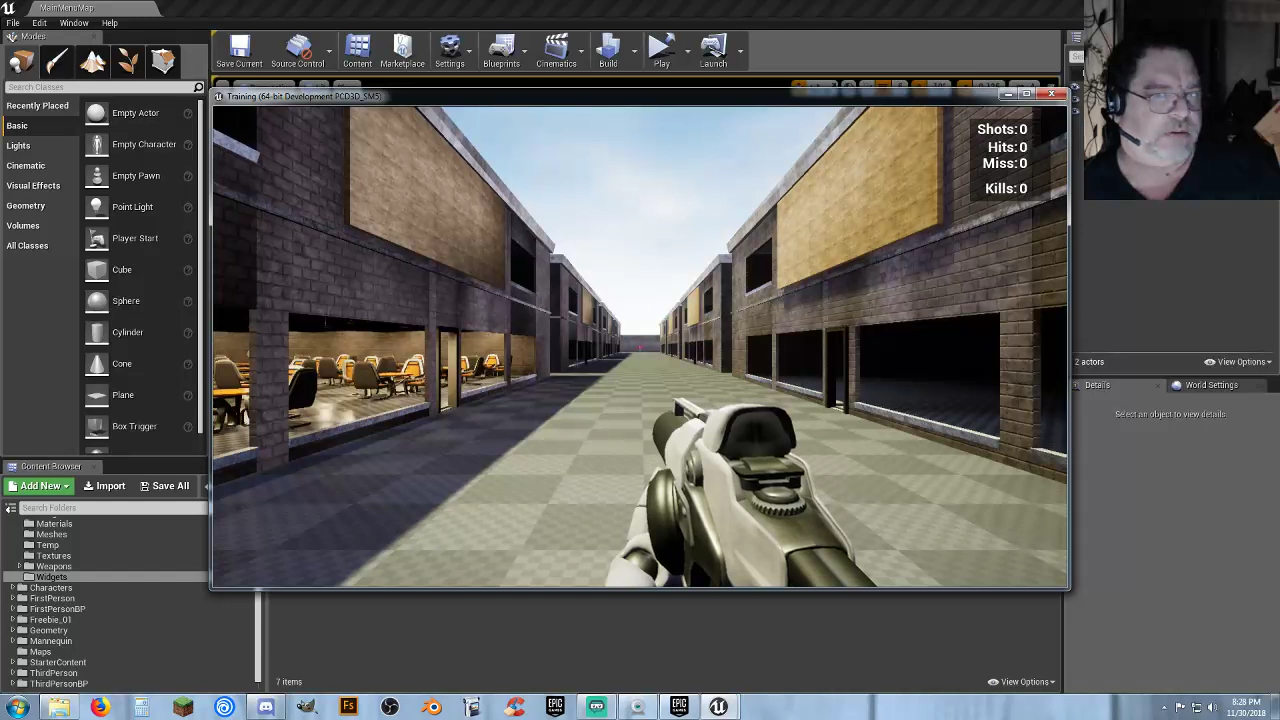 MainMenuMap
File Edit Window Help
Modes
Search Classes
Recently Placed
Basic
Lights
Cinematic
Visual Effects
Geometry
Volumes
All Classes
Empty Actor
Empty Character
Empty Pawn
Point Light
Player Start
Cube
Sphere
Cylinder
Cone
Plane
Box Trigger
Save Current
Source Control
Content
Marketplace
Settings
Blueprints
Cinematics
Build
Play
Launch
Training (64-bit Development PCD3D_SM5)
Shots:0
Hits:0
Miss:0
Kills:0
2 actors
View Options
Details
World Settings
Select an object to view details.
Content Browser
Add New
Import
Save All
Search Folders
Materials
Meshes
Temp
Textures
Weapons
Widgets
Characters
FirstPerson
FirstPersonBP
Freebie_01
Geometry
Mannequin
Maps
StarterContent
ThirdPerson
ThirdPersonBP
7 items
View Options
Fs
EPIC GAMES
EPIC GAMES
8:28 PM
11/30/2018